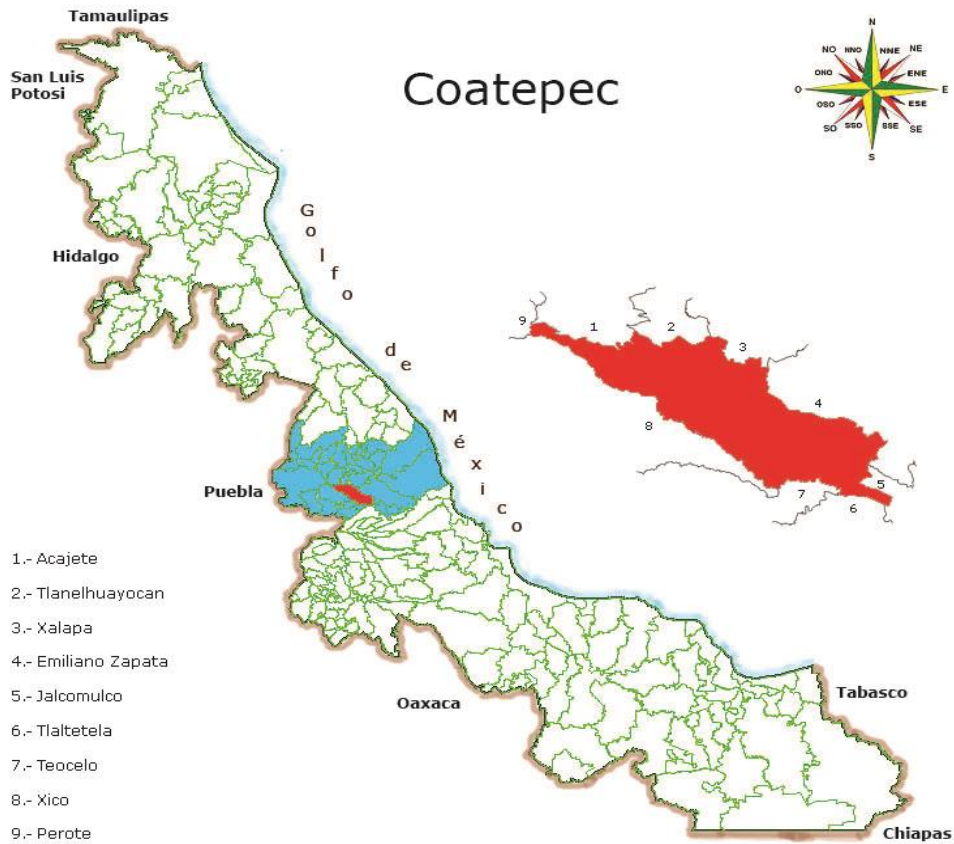 Tamaulipas
San Luis
Potosi
Coatepec
N
NNO
NNE
NO
NE
ONO
ENE
O
E
OSO
ESE
SO
SSO
SSE
SE
S
Golfo de México
Hidalgo
Puebla
9
1
2
3
4
8
5
7
6
1.- Acajete
2.- Tlanelhuayocan
3.- Xalapa
4.- Emiliano Zapata
5.- Jalcomulco
6.- Tlaltetela
7.- Teocelo
8.- Xico
9.- Perote
Oaxaca
Tabasco
Chiapas